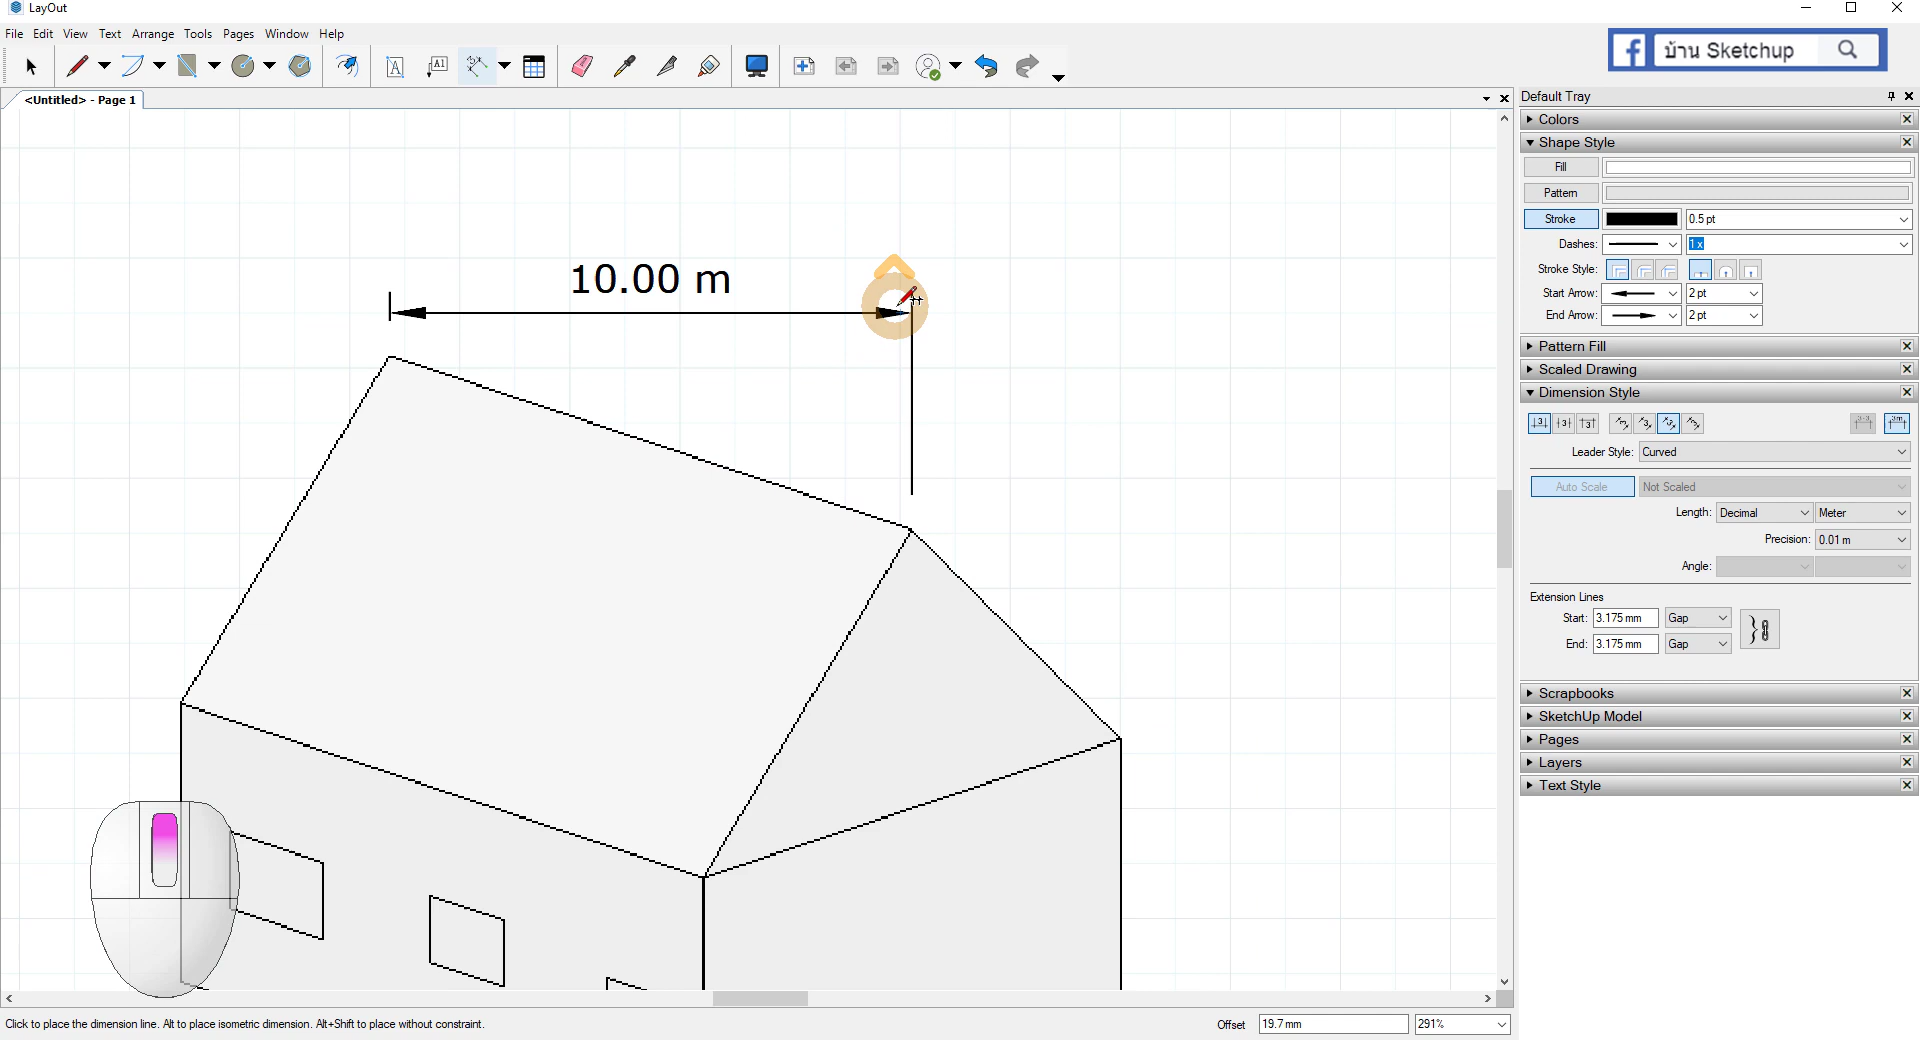 LayOut
File Edit View Text Arrange Tools Pages Window Help
บ้าน Sketchup
A A1
<Untitled> - Page 1
Default Tray
Colors
Shape Style
Fill
Pattern
Stroke 0.5 pt
Dashes: 1 x
Stroke Style:
Start Arrow: 2 pt
End Arrow: 2 pt
Pattern Fill
Scaled Drawing
Dimension Style
Leader Style: Curved
Auto Scale Not Scaled
Length: Decimal Meter
Precision: 0.01 m
Angle:
Extension Lines
Start: 3.175 mm Gap
End: 3.175 mm Gap
Scrapbooks
SketchUp Model
Pages
Layers
Text Style
10.00 m
Click to place the dimension line. Alt to place isometric dimension. Alt+Shift to place without constraint.
Offset 19.7 mm 291%